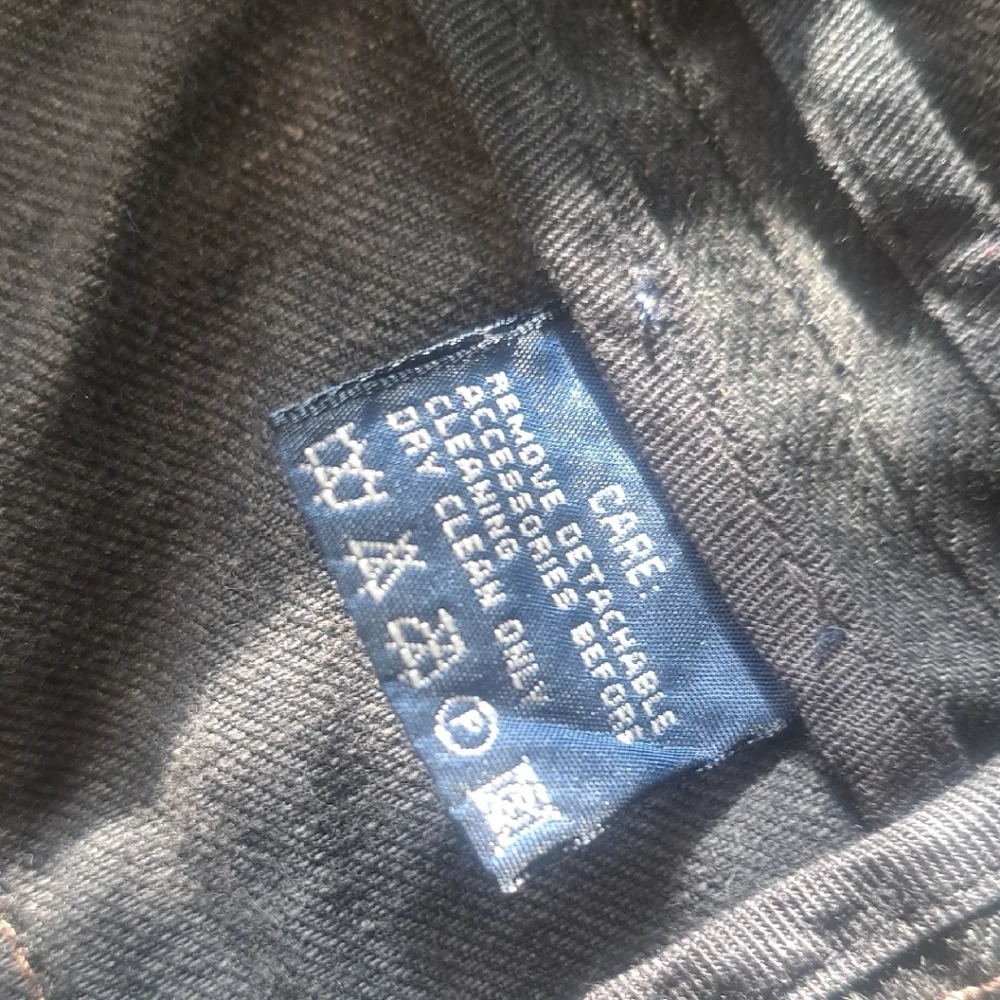 CARE:
REMOVE DETACHABLE
ACCESSORIES BEFORE
CLEANING
DRY CLEAN ONLY
P